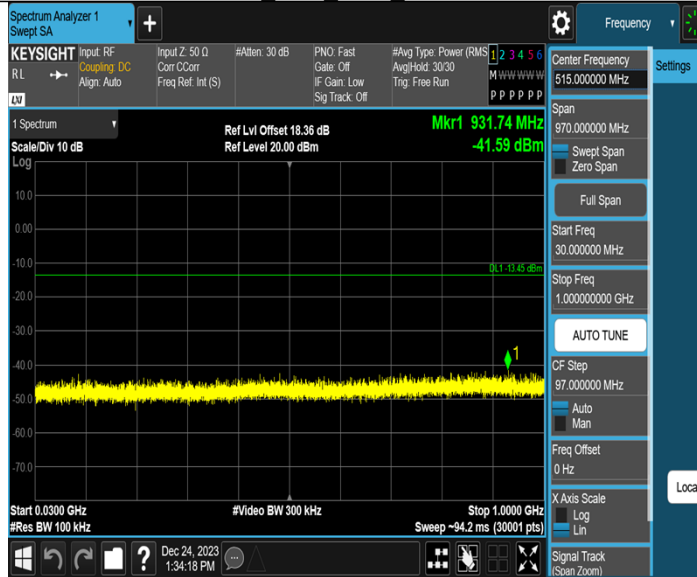 Spectrum Analyzer 1
Swept SA
Frequency
KEYSIGHT
RL
LXI
Input: RF
Coupling: DC
Align: Auto
Input Z: 50 Ω
Corr CCorr
Freq Ref: Int (S)
#Atten: 30 dB
PNO: Fast
Gate: Off
IF Gain: Low
Sig Track: Off
#Avg Type: Power (RMS
Avg|Hold: 30/30
Trig: Free Run
1 2 3 4 5 6
M W W W W W
P P P P P P
1 Spectrum
Scale/Div 10 dB
Log
Ref Lvl Offset 18.36 dB
Ref Level 20.00 dBm
Mkr1 931.74 MHz
-41.59 dBm
10.0
0.00
-10.0
DL1 -13.45 dBm
-20.0
-30.0
-40.0
1
-50.0
-60.0
-70.0
Start 0.0300 GHz
#Res BW 100 kHz
#Video BW 300 kHz
Stop 1.0000 GHz
Sweep ~94.2 ms (30001 pts)
Dec 24, 2023
1:34:18 PM
Center Frequency
515.000000 MHz
Span
970.000000 MHz
Swept Span
Zero Span
Full Span
Start Freq
30.000000 MHz
Stop Freq
1.000000000 GHz
AUTO TUNE
CF Step
97.000000 MHz
Auto
Man
Freq Offset
0 Hz
X Axis Scale
Log
Lin
Signal Track
(Span Zoom)
Settings
Loca